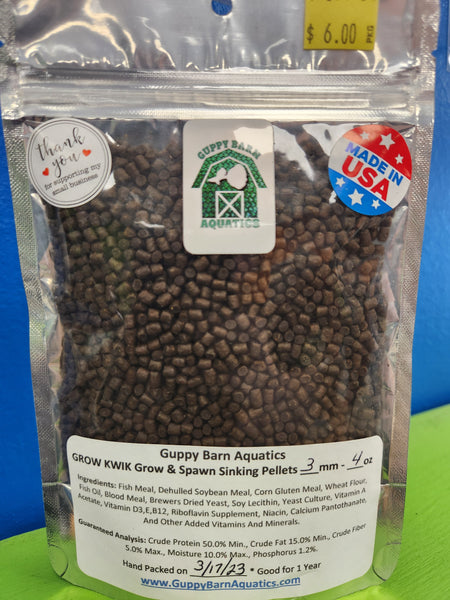 $ 6.00 PKG
thank
you
for supporting my
small business
GUPPY BARN
AQUATICS
MADE IN
USA
Guppy Barn Aquatics
GROW KWIK Grow & Spawn Sinking Pellets 3 mm - 4 oz
Ingredients: Fish Meal, Dehulled Soybean Meal, Corn Gluten Meal, Wheat Flour,
Fish Oil, Blood Meal, Brewers Dried Yeast, Soy Lecithin, Yeast Culture, Vitamin A
Acetate, Vitamin D3,E,B12, Riboflavin Supplement, Niacin, Calcium Pantothanate,
And Other Added Vitamins And Minerals.
Guaranteed Analysis: Crude Protein 50.0% Min., Crude Fat 15.0% Min., Crude Fiber
5.0% Max., Moisture 10.0% Max., Phosphorus 1.2%.
Hand Packed on 3/17/23 * Good for 1 Year
www.GuppyBarnAquatics.com